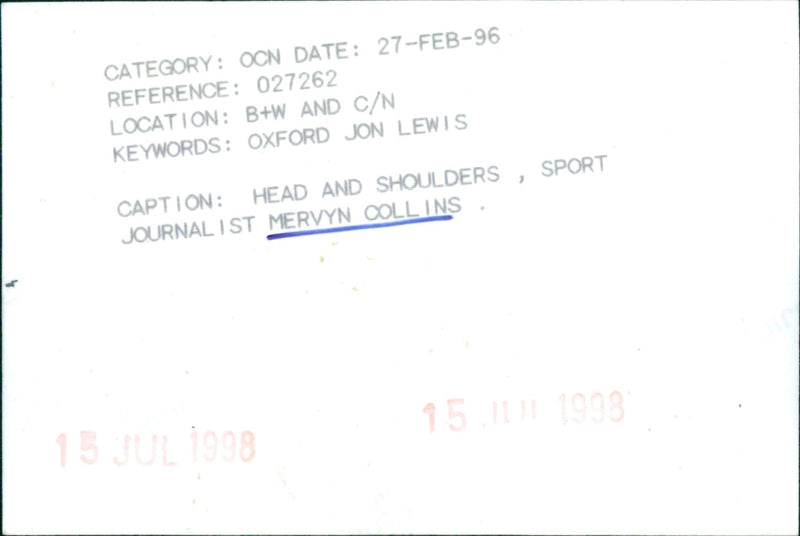 CATEGORY: OCN DATE: 27-FEB-96
REFERENCE: 027262
LOCATION: B+W AND C/N
KEYWORDS: OXFORD JON LEWIS
CAPTION: HEAD AND SHOULDERS , SPORT
JOURNALIST MERVYN COLLINS .
15 JUL 1998
15 JUL 1998